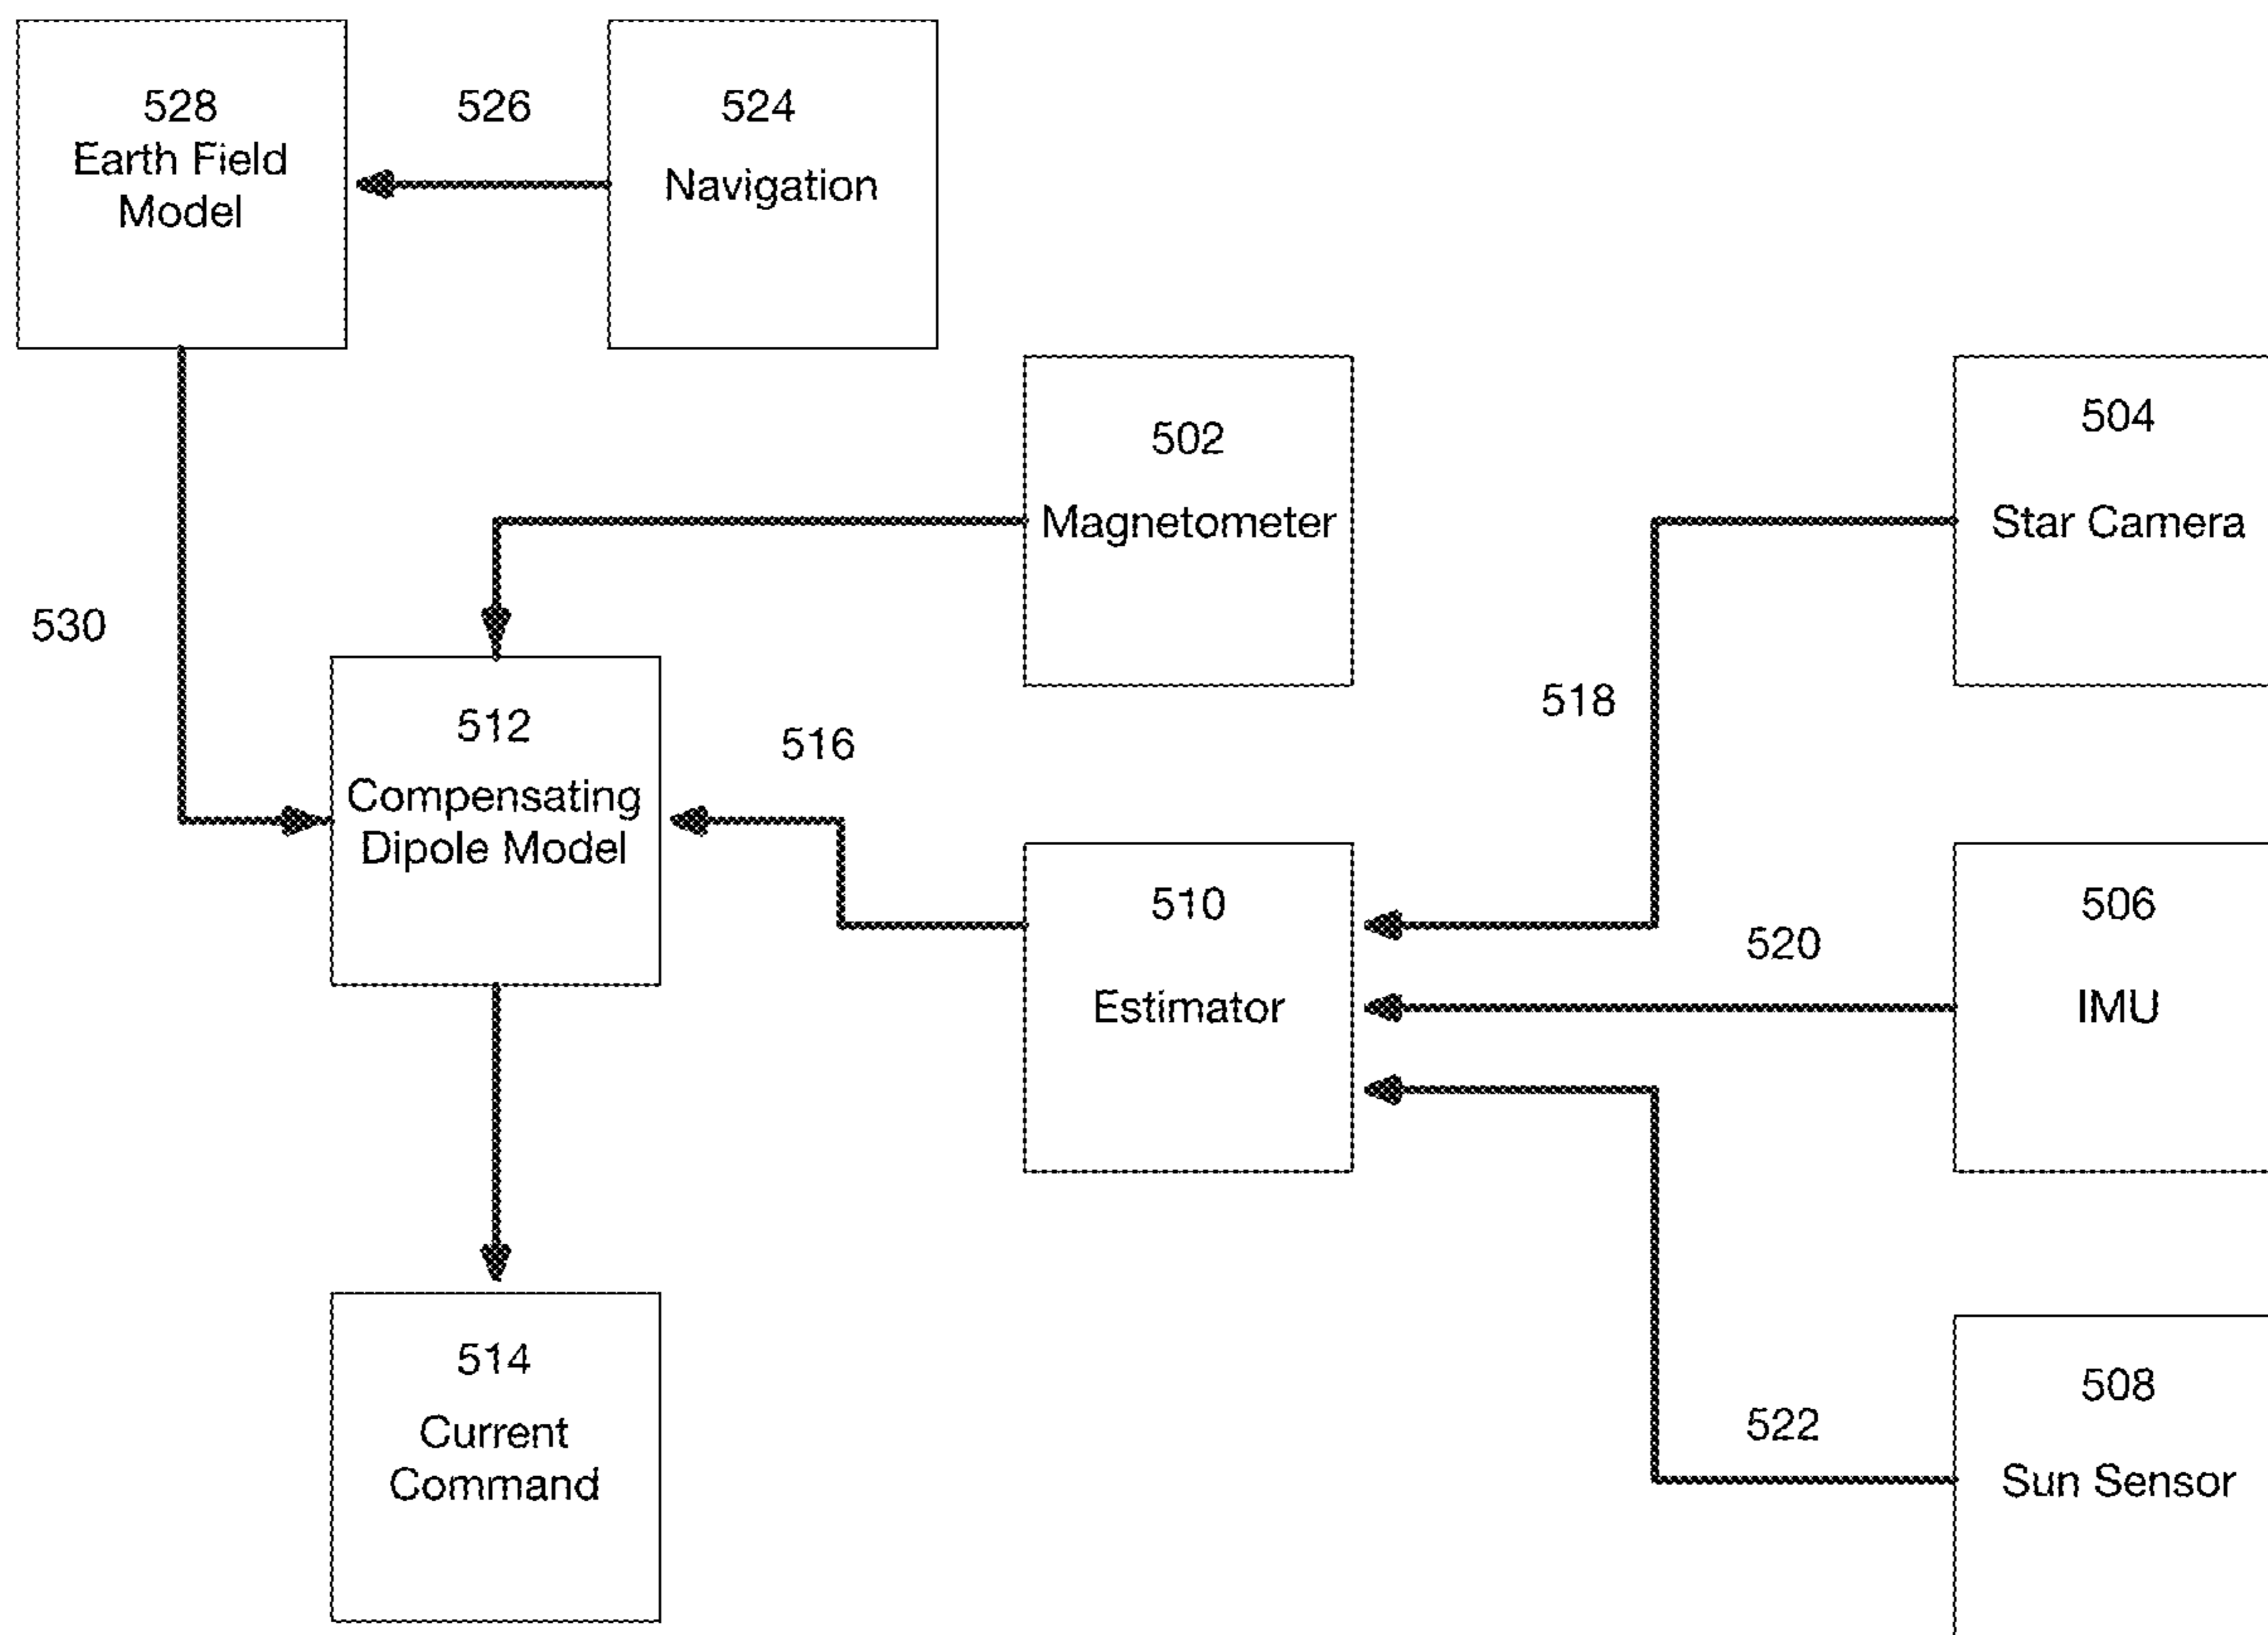 528
Earth Field
Model
526
524
Navigation
502
Magnetometer
504
Star Camera
530
518
512
Compensating
Dipole Model
516
510
Estimator
520
506
IMU
514
Current
Command
522
508
Sun Sensor